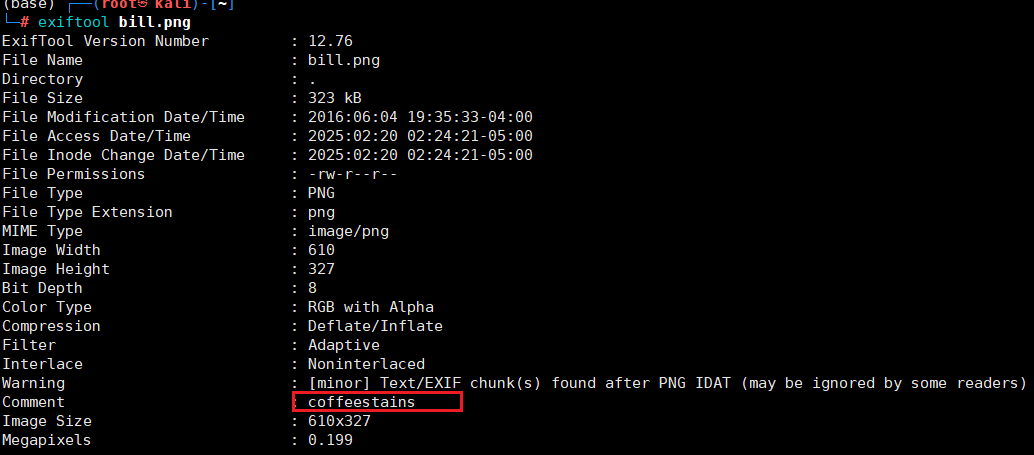 (base) ┌──(root㉿kali)-[~]
└─# exiftool bill.png
ExifTool Version Number : 12.76
File Name : bill.png
Directory : .
File Size : 323 kB
File Modification Date/Time : 2016:06:04 19:35:33-04:00
File Access Date/Time : 2025:02:20 02:24:21-05:00
File Inode Change Date/Time : 2025:02:20 02:24:21-05:00
File Permissions : -rw-r--r--
File Type : PNG
File Type Extension : png
MIME Type : image/png
Image Width : 610
Image Height : 327
Bit Depth : 8
Color Type : RGB with Alpha
Compression : Deflate/Inflate
Filter : Adaptive
Interlace : Noninterlaced
Warning : [minor] Text/EXIF chunk(s) found after PNG IDAT (may be ignored by some readers)
Comment : coffeestains
Image Size : 610x327
Megapixels : 0.199